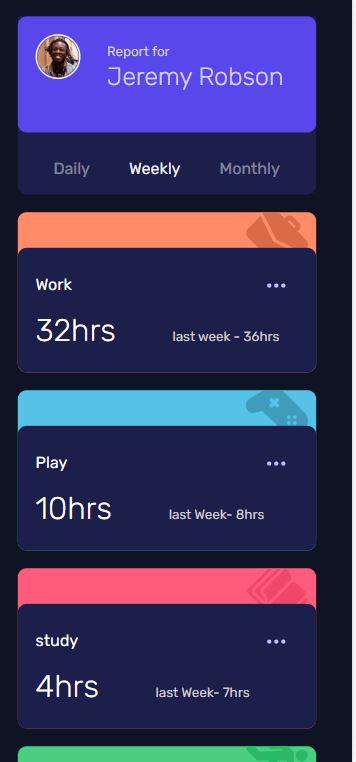 Report for
Jeremy Robson
Daily Weekly Monthly
Work
32hrs last week - 36hrs
Play
10hrs last Week- 8hrs
study
4hrs last Week- 7hrs